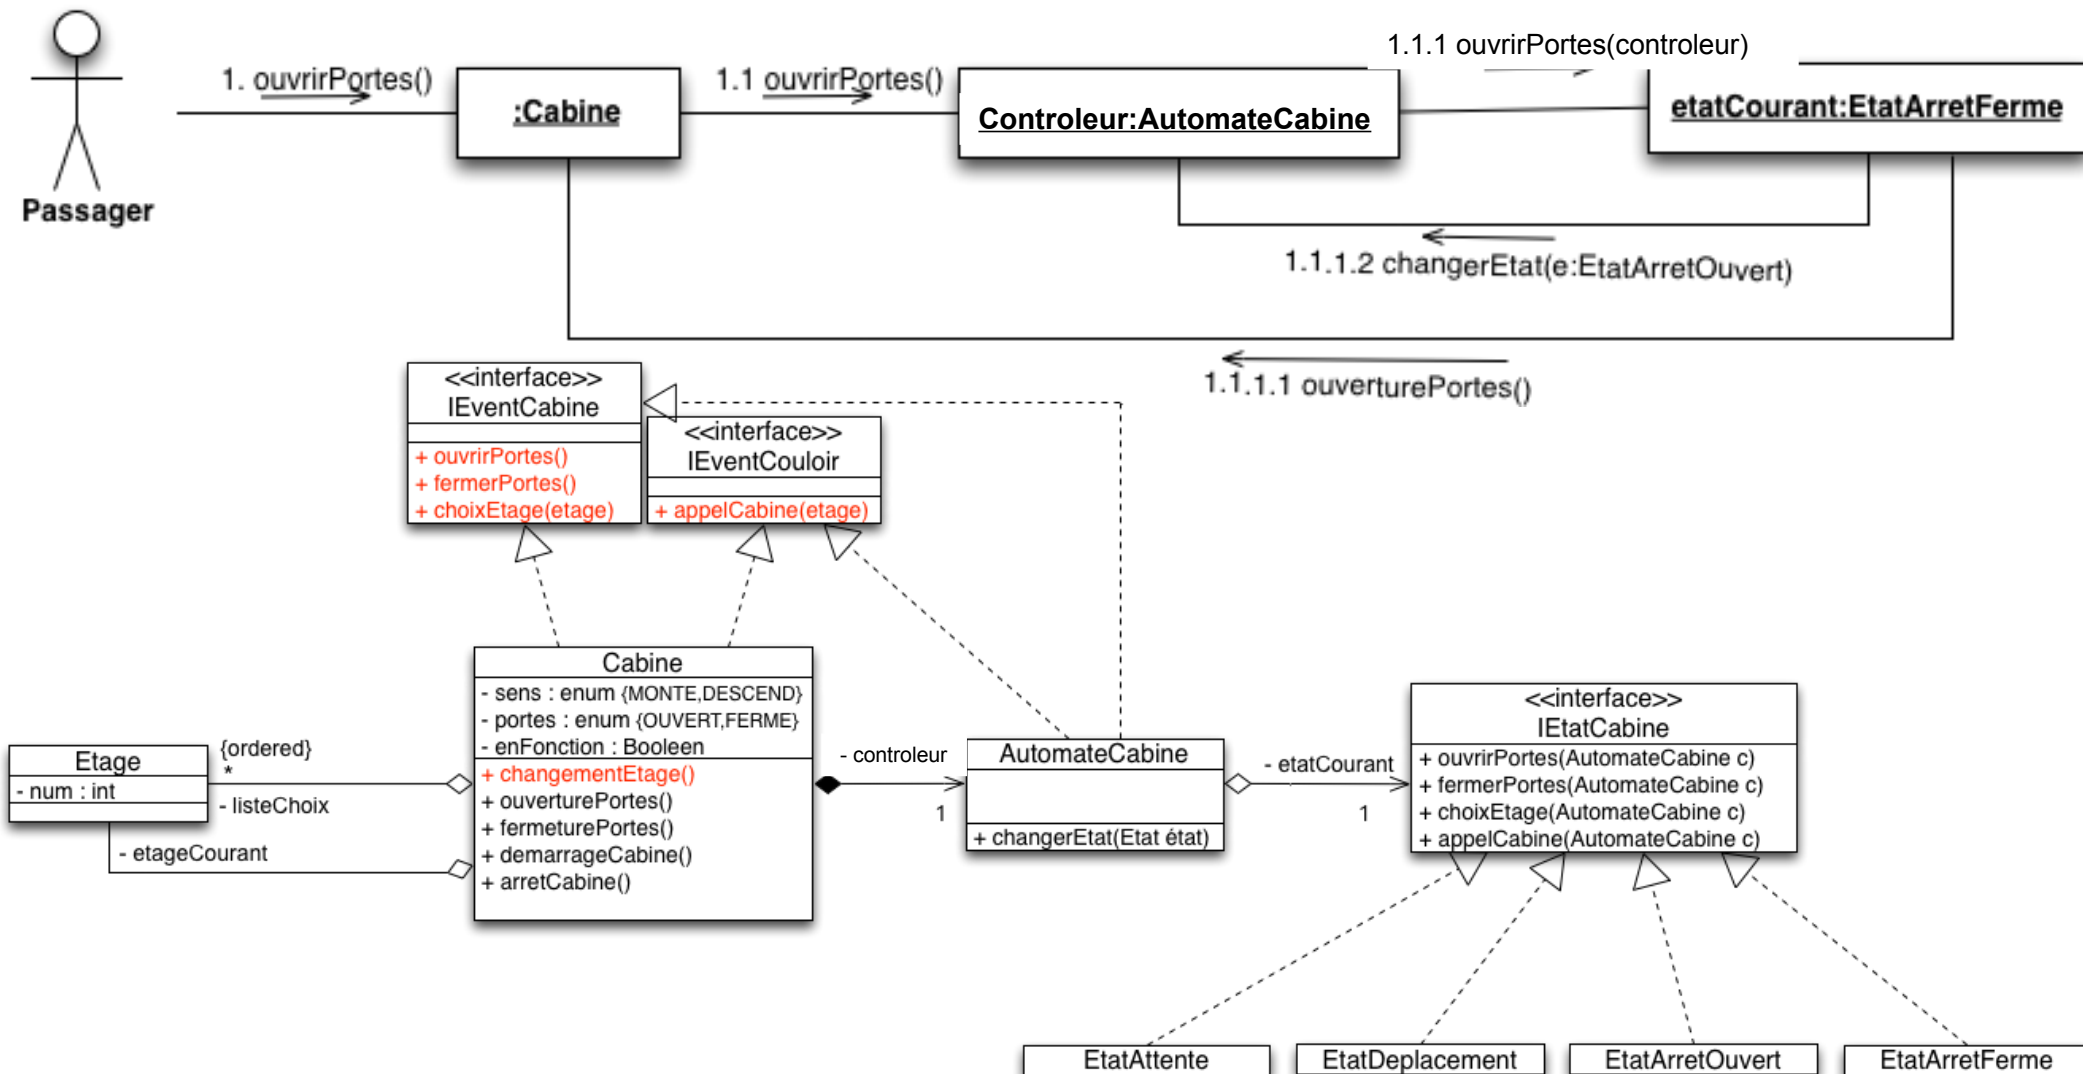 1.1.1 ouvrirPortes(controleur)
1. ouvrirPortes()
1.1 ouvrirPortes()
:Cabine
Controleur:AutomateCabine
etatCourant:EtatArretFerme
Passager
1.1.1.2 changerEtat(e:EtatArretOuvert)
1.1.1.1 ouverturePortes()
<<interface>>
IEventCabine
+ ouvrirPortes()
+ fermerPortes()
+ choixEtage(etage)
<<interface>>
IEventCouloir
+ appelCabine(etage)
Cabine
- sens : enum {MONTE,DESCEND}
- portes : enum {OUVERT,FERME}
- enFonction : Booleen
+ changementEtage()
+ ouverturePortes()
+ fermeturePortes()
+ demarrageCabine()
+ arretCabine()
Etage
- num : int
{ordered}
*
- listeChoix
- etageCourant
- controleur
1
AutomateCabine
+ changerEtat(Etat état)
- etatCourant
1
<<interface>>
IEtatCabine
+ ouvrirPortes(AutomateCabine c)
+ fermerPortes(AutomateCabine c)
+ choixEtage(AutomateCabine c)
+ appelCabine(AutomateCabine c)
EtatAttente
EtatDeplacement
EtatArretOuvert
EtatArretFerme